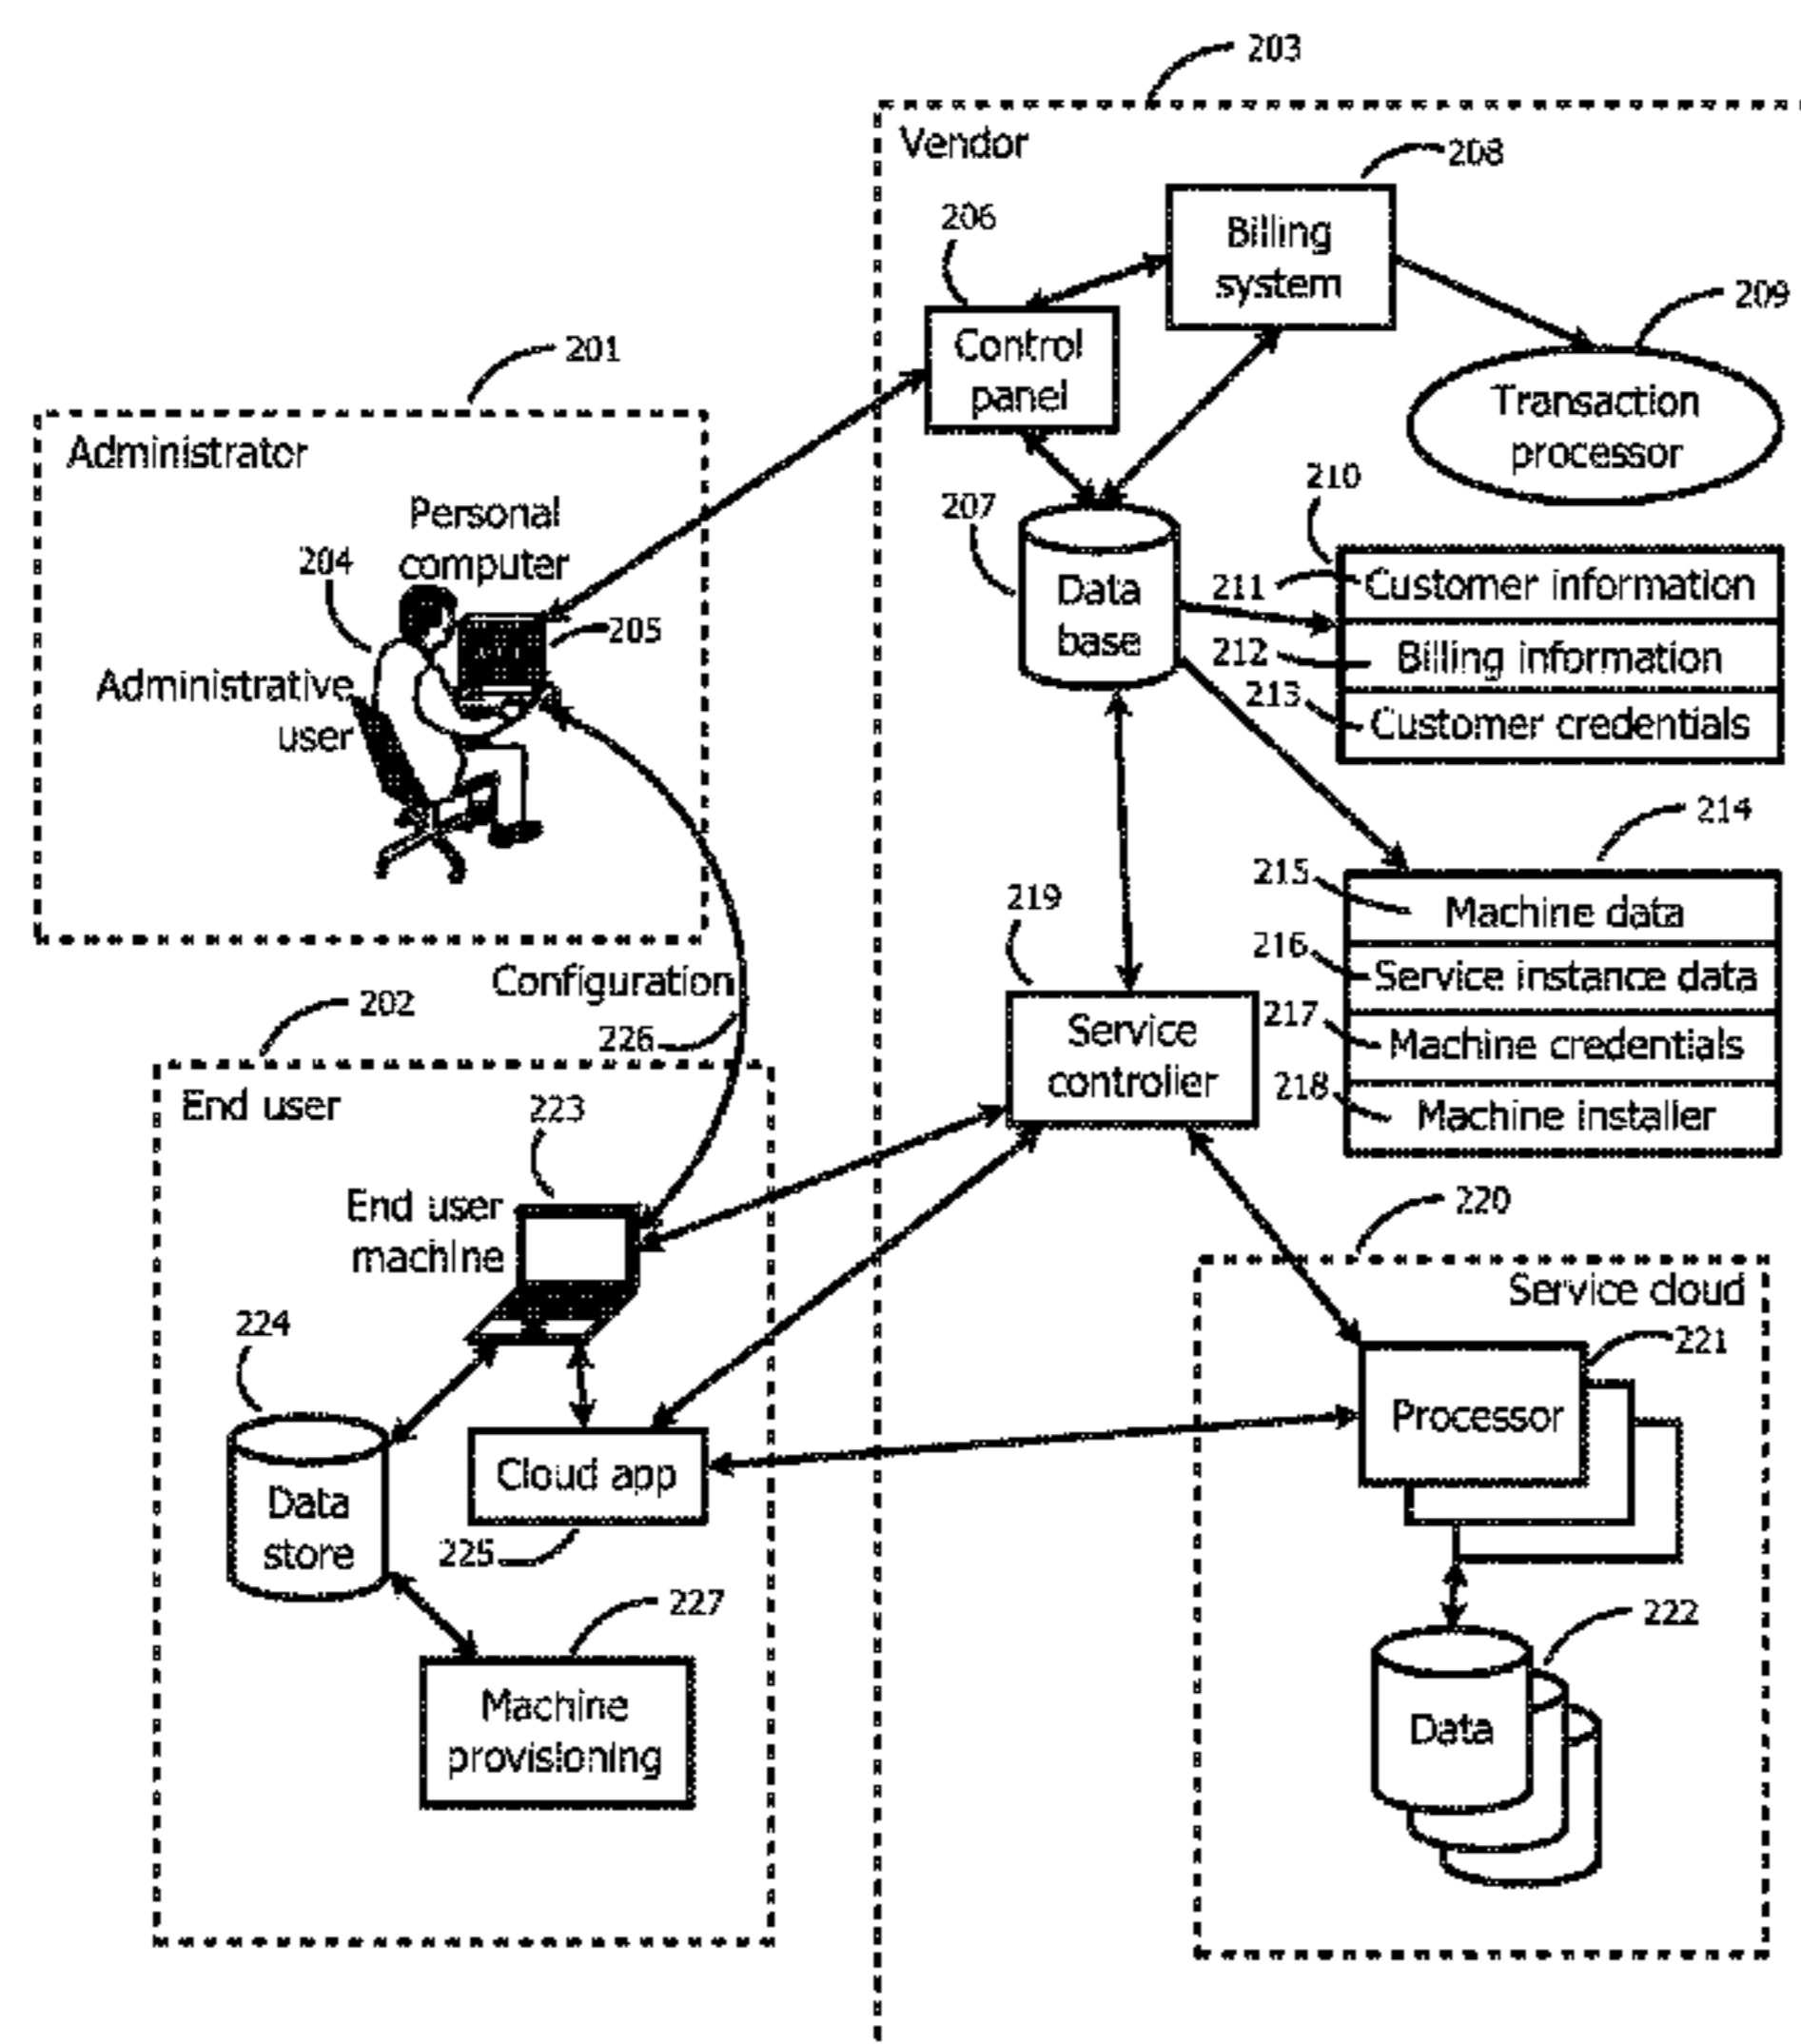 203
Vendor
208
206
Billing
system
209
Control
panel
201
Transaction
processor
Administrator
210
207
Personal
computer
204
211
Customer information
Data
base
205
212
Billing information
Administrative
user
213
Customer credentials
214
215
Machine data
219
216
Service instance data
Configuration
202
226
Service
controller
217
Machine credentials
218
Machine installer
End user
223
220
End user
machine
Service cloud
224
221
Processor
Cloud app
Data
store
225
227
222
Machine
provisioning
Data